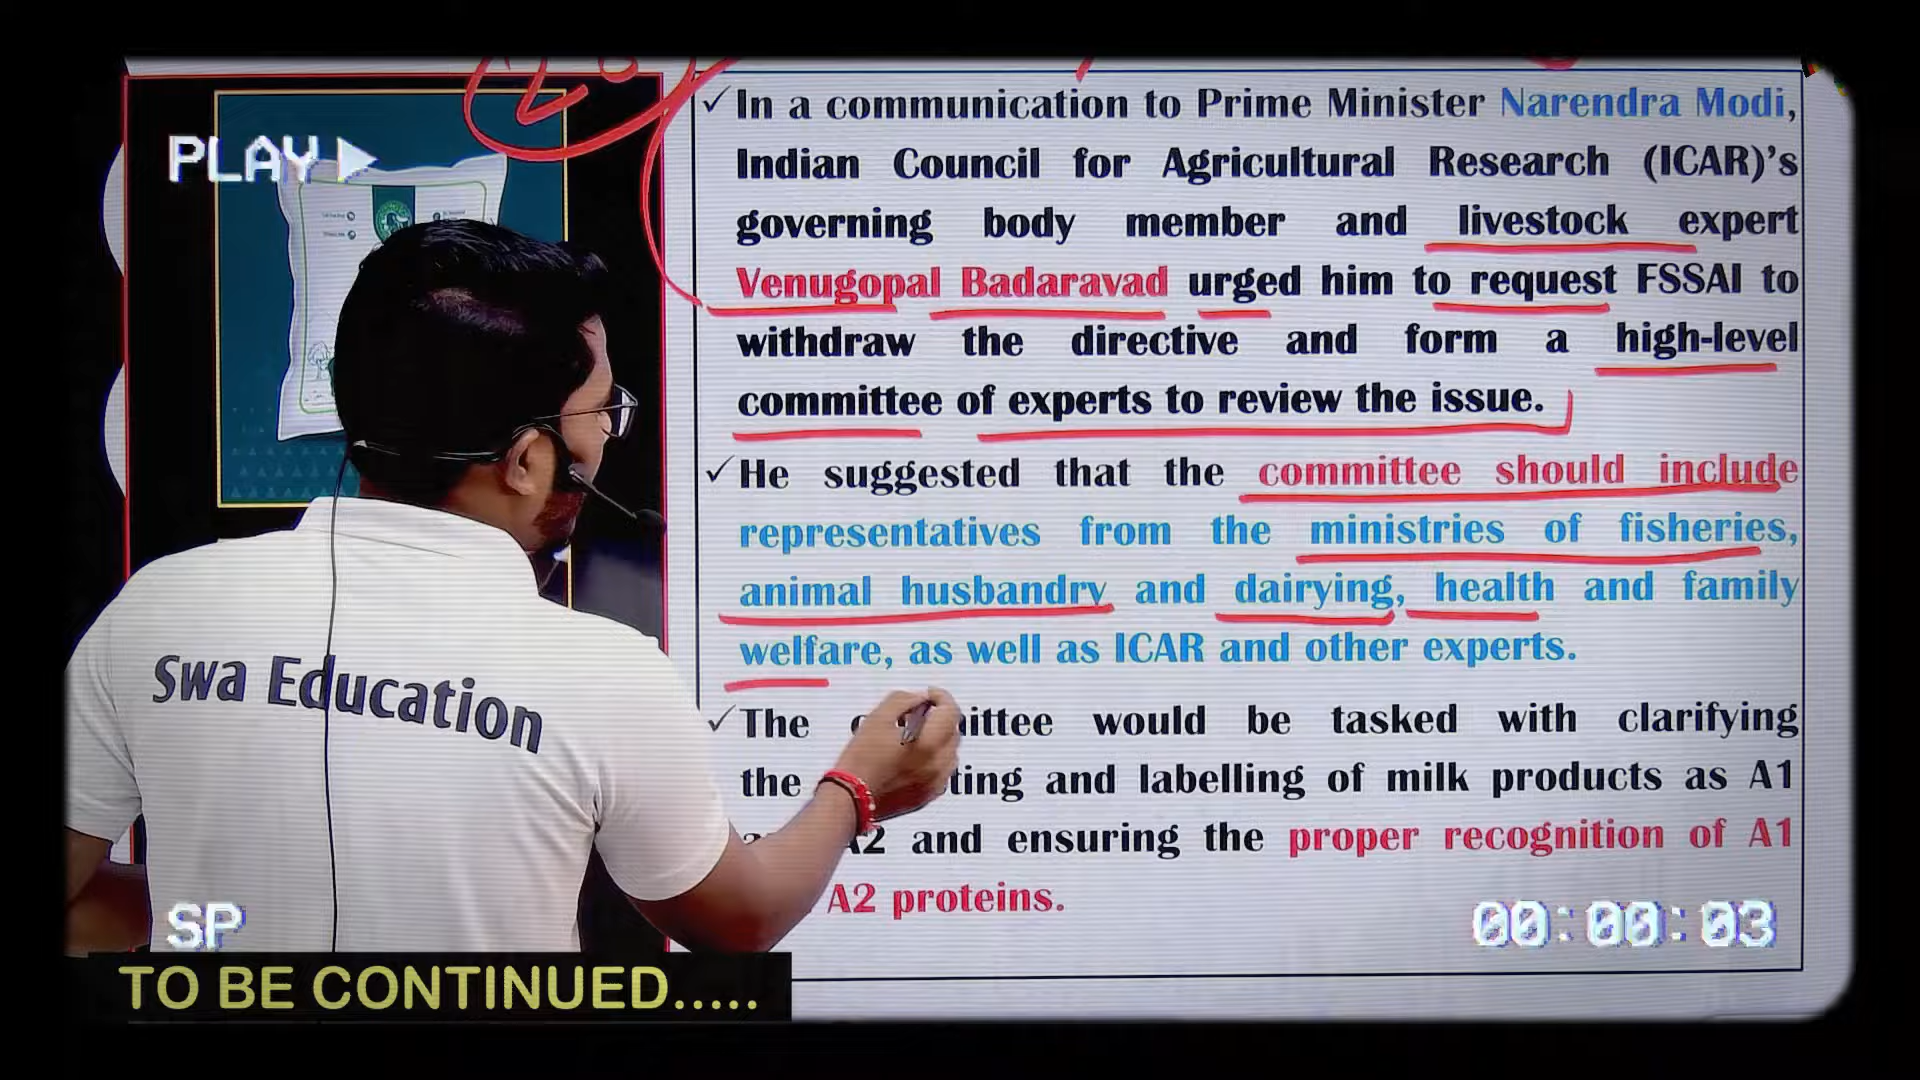 PLAY
✓ In a communication to Prime Minister Narendra Modi,
Indian Council for Agricultural Research (ICAR)’s
governing body member and livestock expert
Venugopal Badaravad urged him to request FSSAI to
withdraw the directive and form a high-level
committee of experts to review the issue.
✓ He suggested that the committee should include
representatives from the ministries of fisheries,
animal husbandry and dairying, health and family
welfare, as well as ICAR and other experts.
✓ The would be tasked with clarifying
the and labelling of milk products as A1
A2 and ensuring the proper recognition of A1
A2 proteins.
Swa Education
SP
00:00:03
TO BE CONTINUED.....